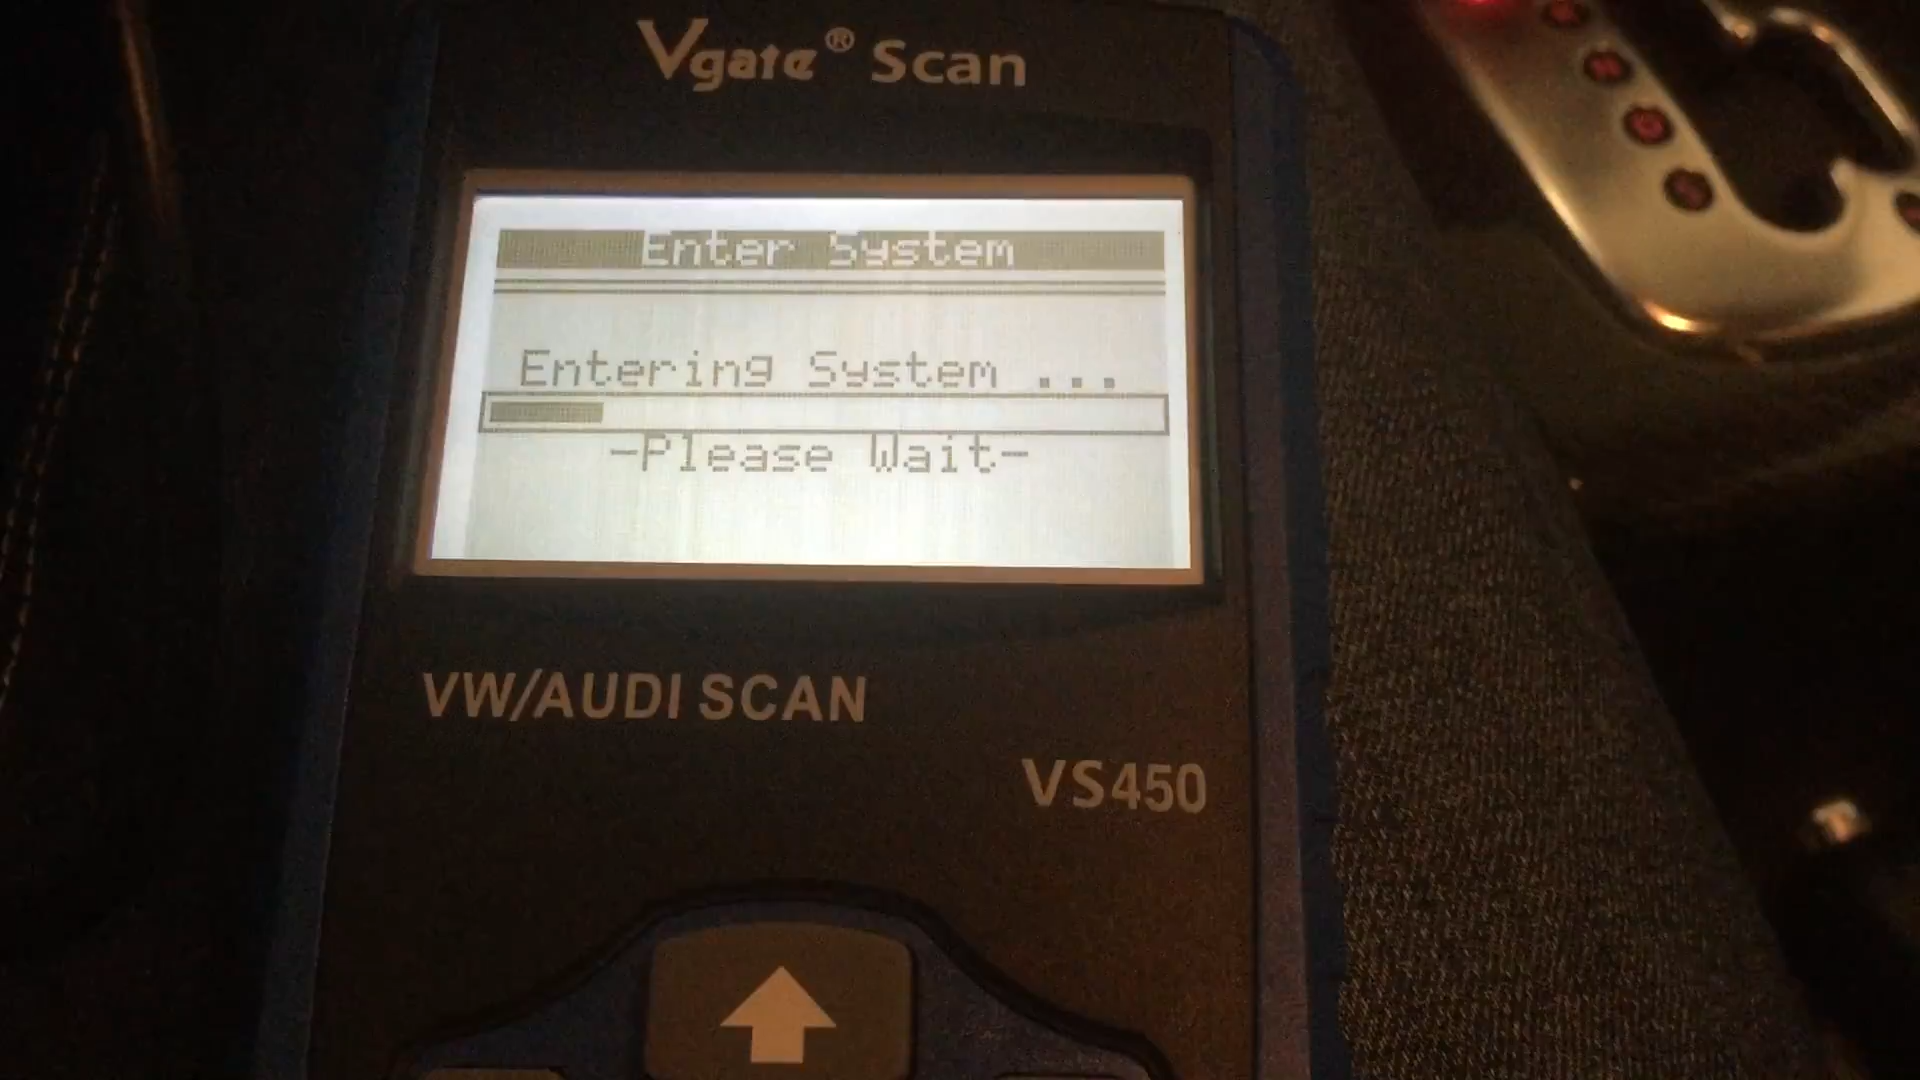 Vgate® Scan
Enter System
Entering System ...
-Please Wait-
VW/AUDI SCAN
VS450